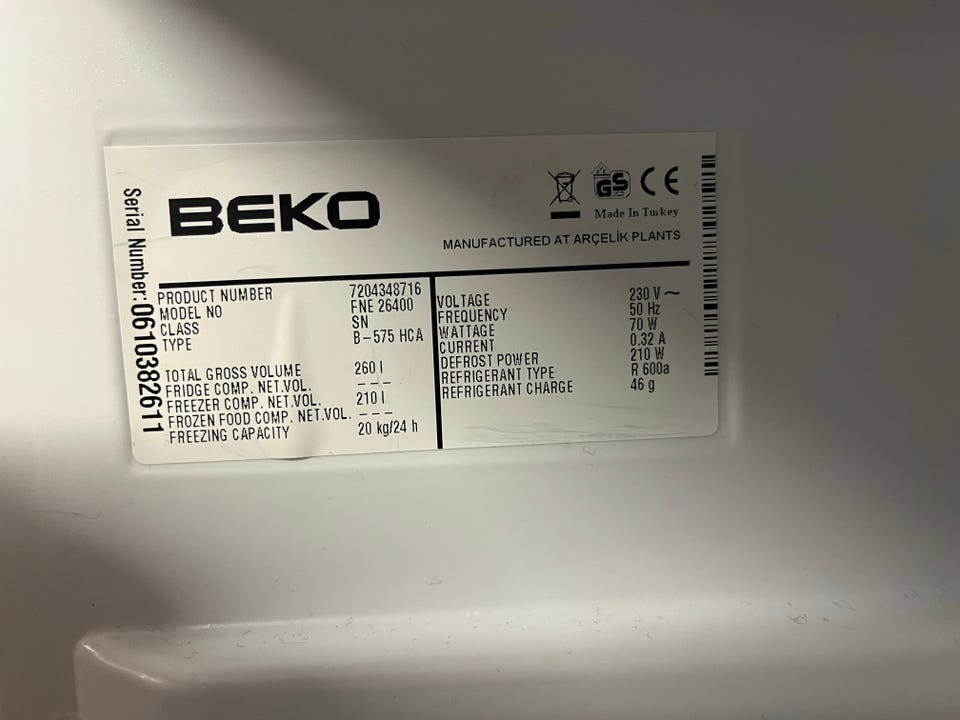 BEKO
GS CE
Made In Turkey
MANUFACTURED AT ARÇELİK PLANTS
Serial Number: 0610382611
PRODUCT NUMBER 7204348716
MODEL NO FNE 26400
CLASS SN
TYPE B-575 HCA
TOTAL GROSS VOLUME 260 l
FRIDGE COMP. NET.VOL. ---
FREEZER COMP. NET.VOL. 210 l
FROZEN FOOD COMP. NET.VOL. ---
FREEZING CAPACITY 20 kg/24 h
VOLTAGE 230 V ~
FREQUENCY 50 Hz
WATTAGE 70 W
CURRENT 0.32 A
DEFROST POWER 210 W
REFRIGERANT TYPE R 600a
REFRIGERANT CHARGE 46 g